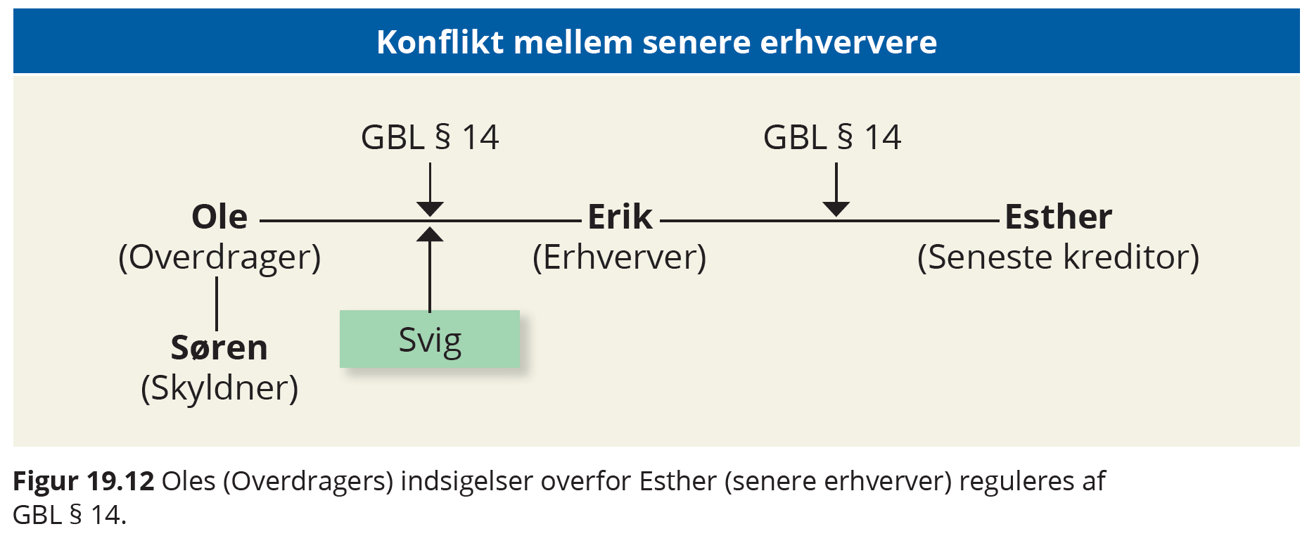 Konflikt mellem senere erhververe
GBL § 14
GBL § 14
Ole
Erik
Esther
(Overdrager)
(Erhverver)
(Seneste kreditor)
Svig
Søren
(Skyldner)
Figur 19.12 Oles (Overdragers) indsigelser overfor Esther (senere erhverver) reguleres af
GBL § 14.